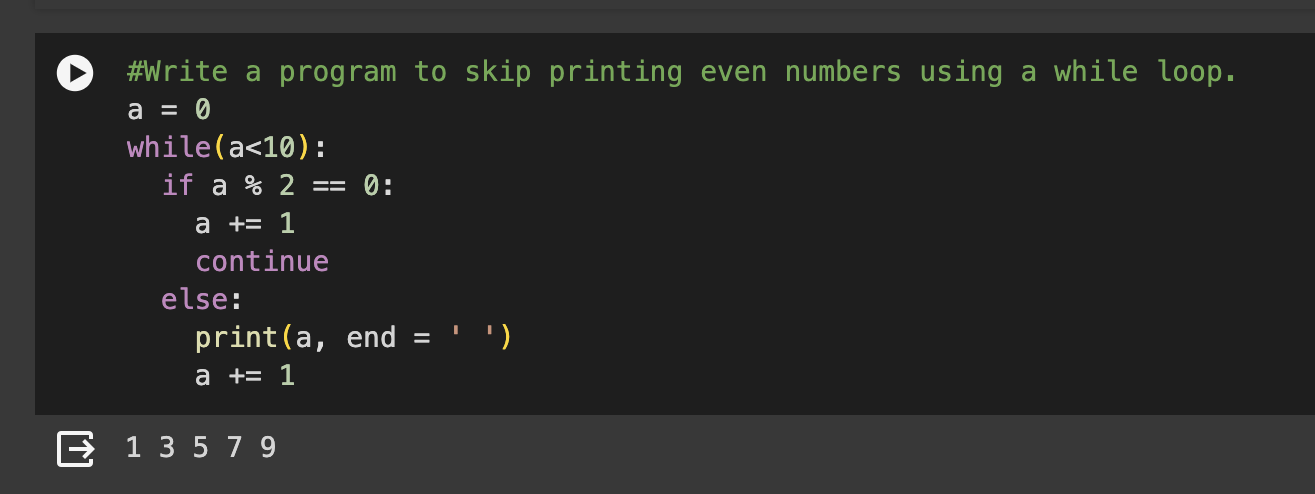 #Write a program to skip printing even numbers using a while loop.
a = 0
while(a<10):
  if a % 2 == 0:
    a += 1
    continue
  else:
    print(a, end = ' ')
    a += 1
1 3 5 7 9